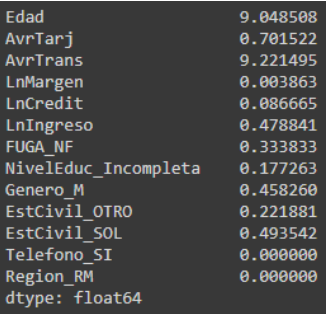 Edad 9.048508
AvrTarj 0.701522
AvrTrans 9.221495
LnMargen 0.003863
LnCredit 0.086665
LnIngreso 0.478841
FUGA_NF 0.333833
NivelEduc_Incompleta 0.177263
Genero_M 0.458260
EstCivil_OTRO 0.221881
EstCivil_SOL 0.493542
Telefono_SI 0.000000
Region_RM 0.000000
dtype: float64